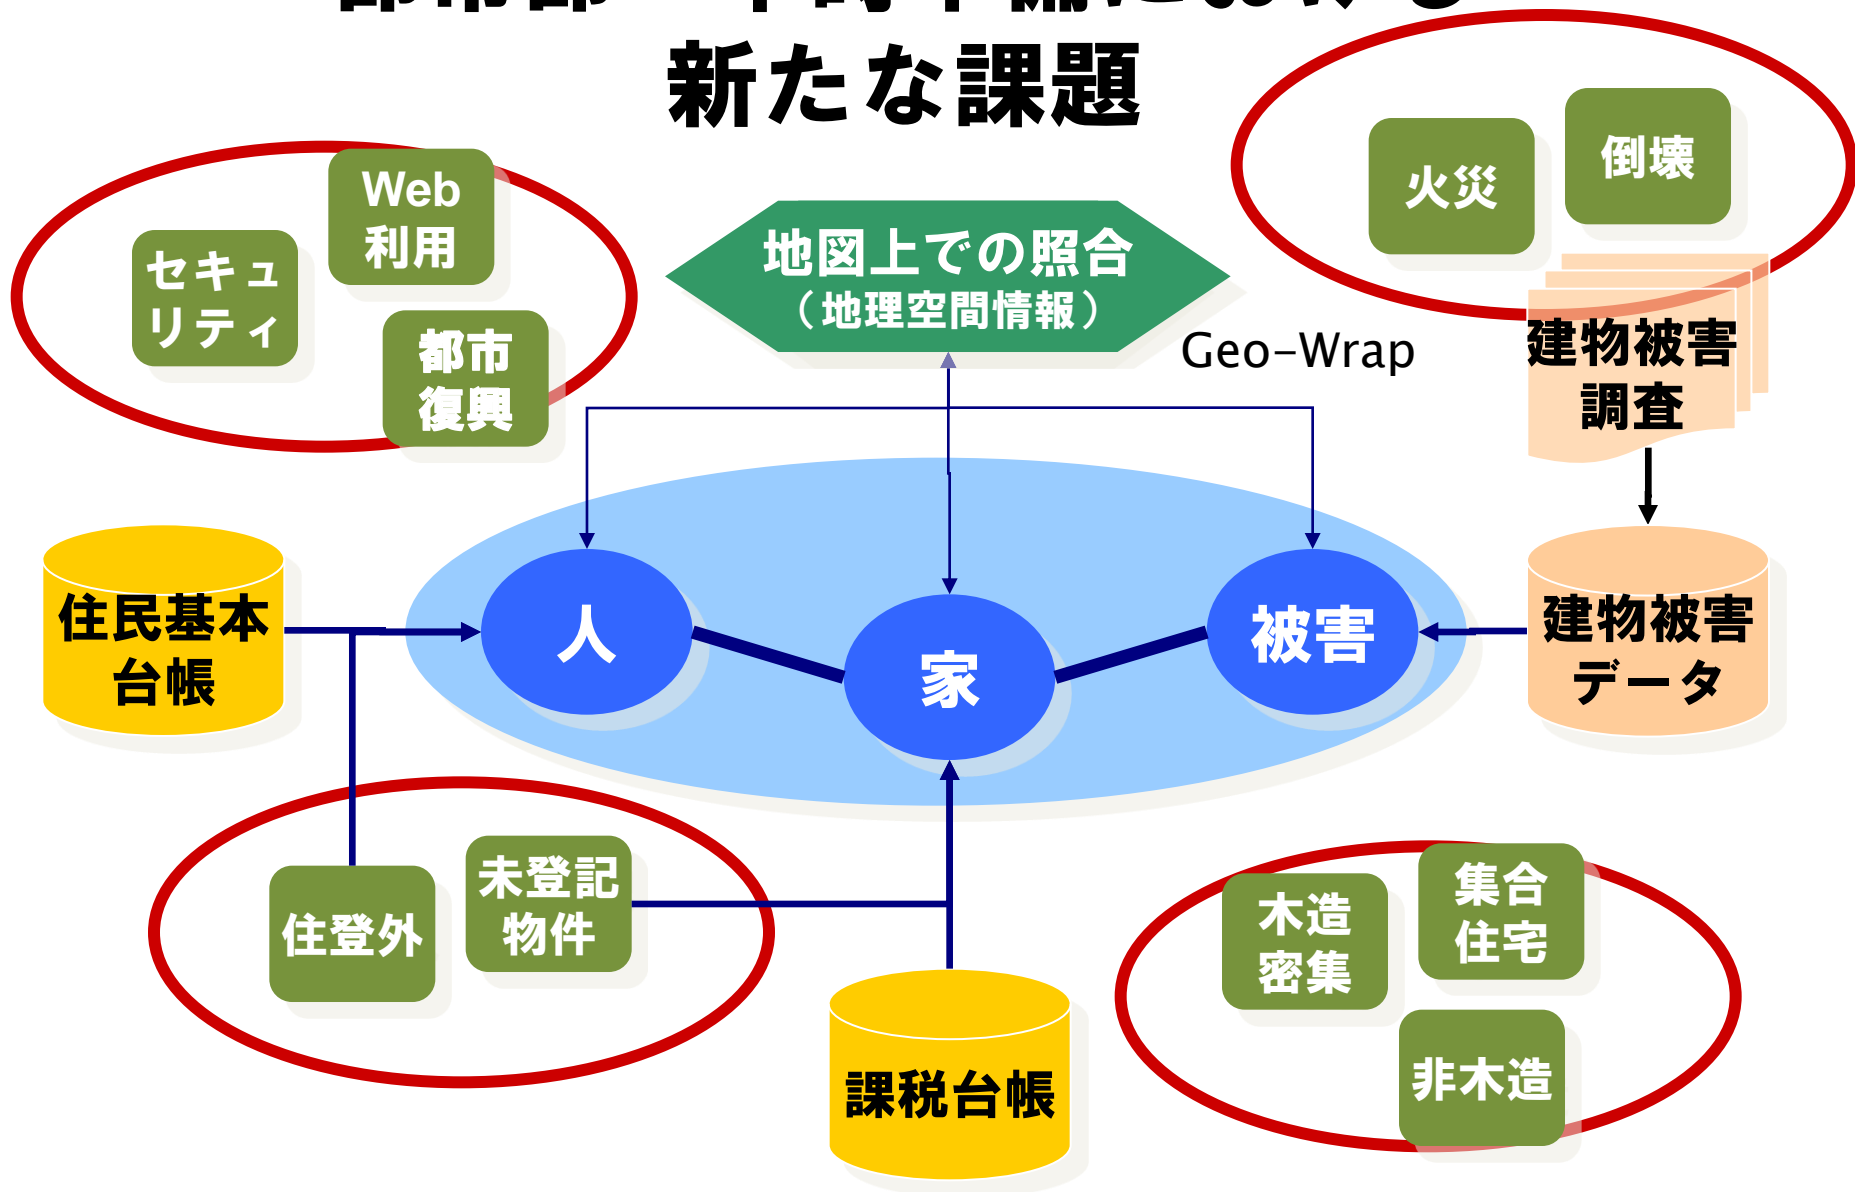 新たな課題
Web
利用
セキュ
リティ
都市
復興
地図上での照合
（地理空間情報）
Geo-Wrap
火災
倒壊
建物被害
調査
住民基本
台帳
人
家
被害
建物被害
データ
住登外
未登記
物件
課税台帳
木造
密集
集合
住宅
非木造